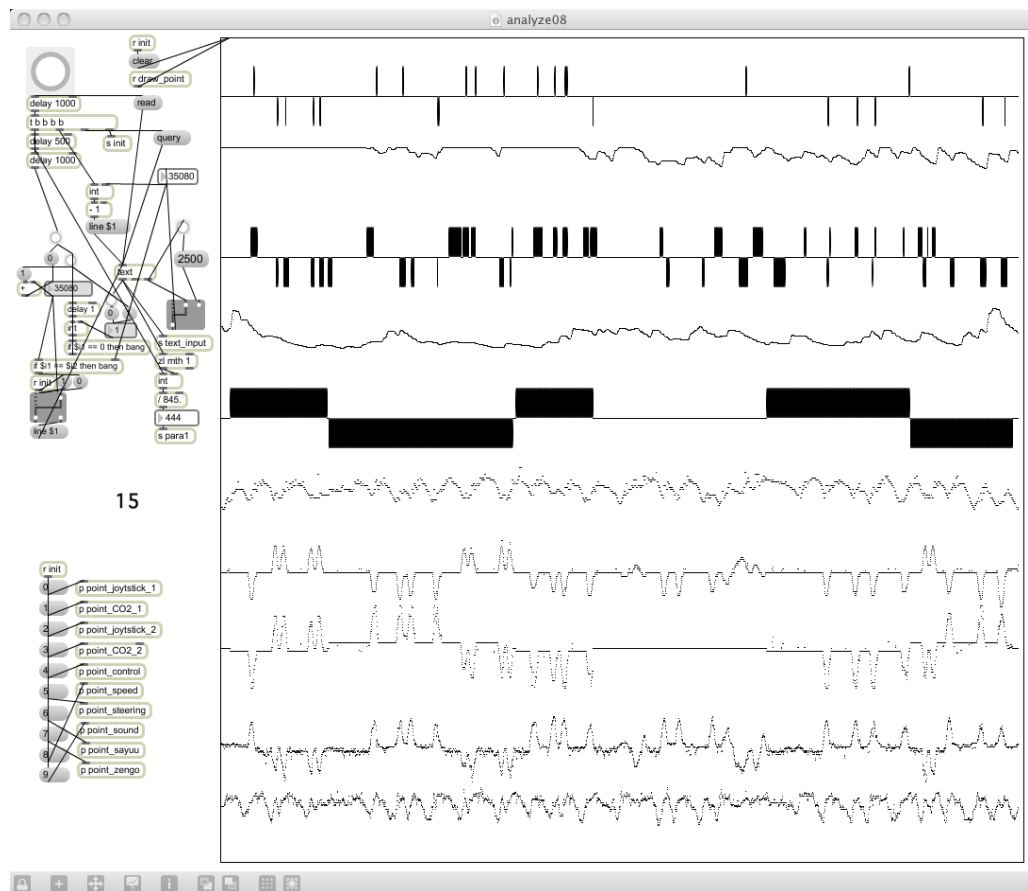 analyze08
r init
clear
r draw_point
delay 1000
read
t b b b b
delay 500
s init
query
delay 1000
35080
int
- 1
line $1
0
2500
1
text
+
35080
delay 1
0
int
1
s text_input
if $i1 == 0 then bang
zl mth 1
if $i1 == $i2 then bang
int
r init
1
0
/ 845.
444
line $1
s para1
15
r init
0
p point_joytstick_1
1
p point_CO2_1
2
p point_joytstick_2
3
p point_CO2_2
4
p point_control
5
p point_speed
p point_steering
6
p point_sound
7
p point_sayuu
8
p point_zengo
9